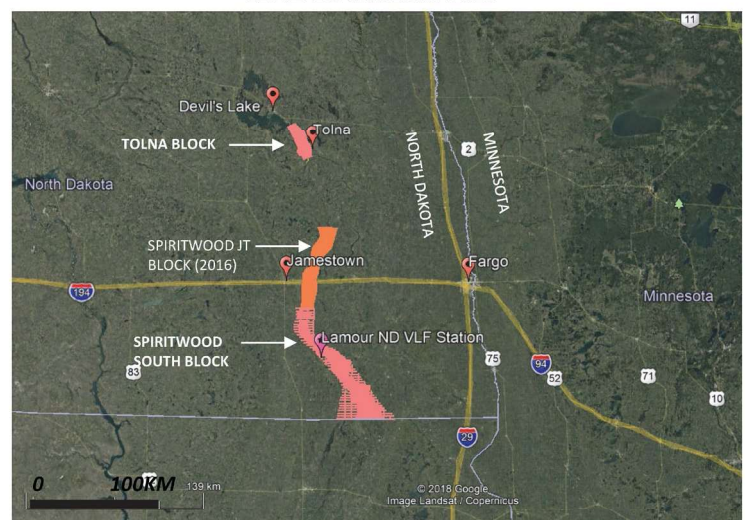 11
Devil's Lake
Tolna
TOLNA BLOCK
2
NORTH DAKOTA
MINNESOTA
North Dakota
SPIRITWOOD JT
BLOCK (2016)
Jamestown
Fargo
194
Minnesota
SPIRITWOOD
SOUTH BLOCK
Lamour ND VLF Station
83
75
94
52
71
10
29
0
100KM
139 km
© 2018 Google
Image Landsat / Copernicus